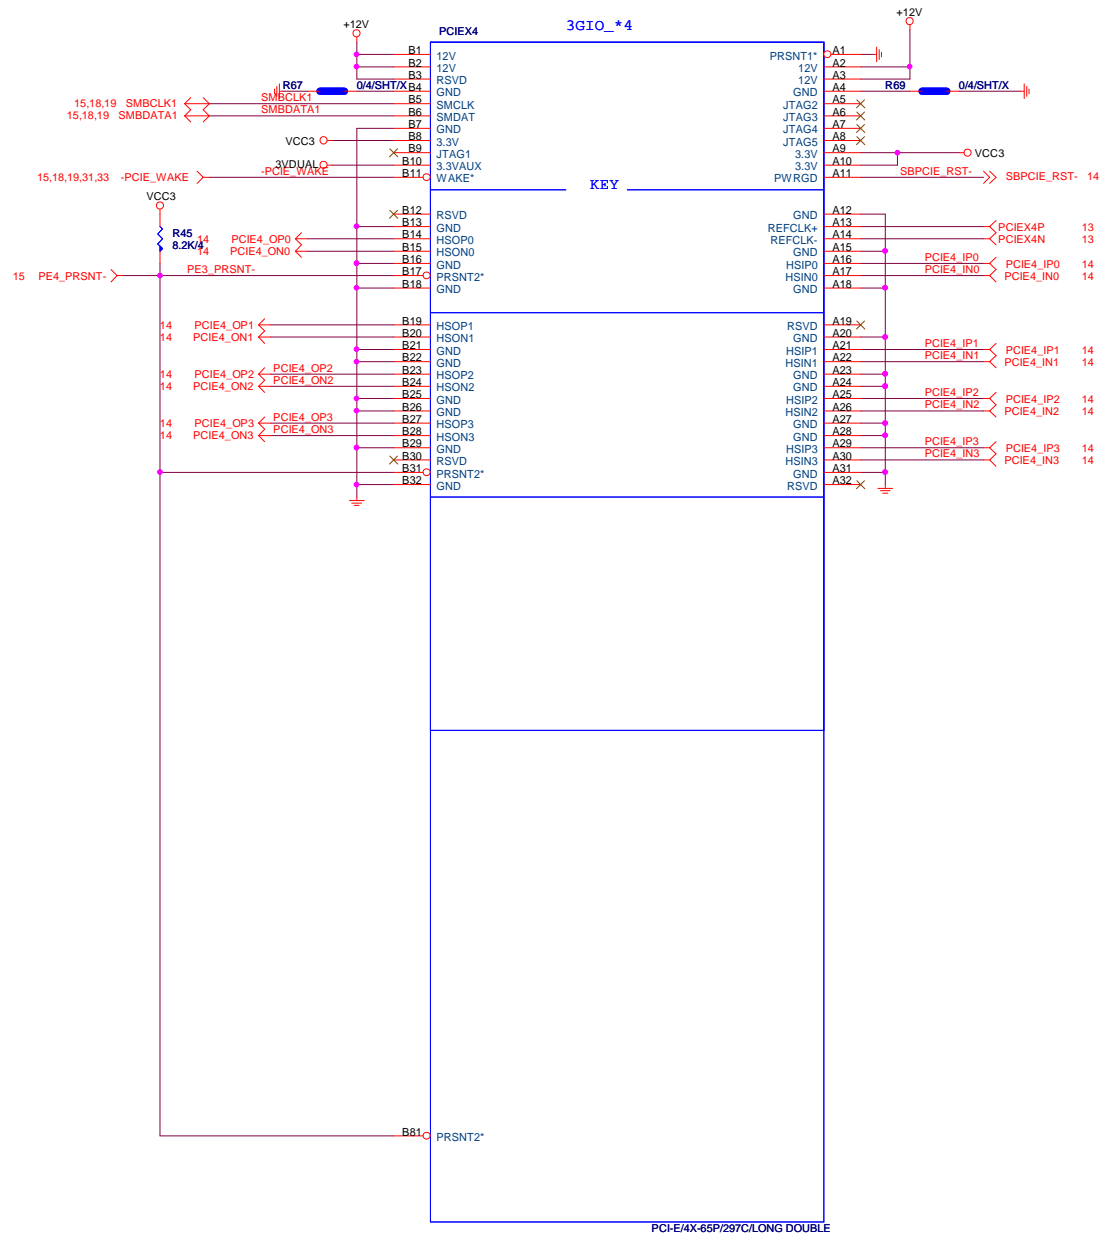 3GIO_*4
+12V
+12V
PCIEX4
B1 12V PRSNT1* A1
B2 12V 12V A2
B3 RSVD 12V A3
R67 0/4/SHT/X B4 GND GND A4 R69 0/4/SHT/X
15,18,19 SMBCLK1 SMBCLK1 B5 SMCLK JTAG2 A5
15,18,19 SMBDATA1 SMBDATA1 B6 SMDAT JTAG3 A6
B7 GND JTAG4 A7
VCC3 B8 3.3V JTAG5 A8
B9 JTAG1 3.3V A9 VCC3
3VDUAL B10 3.3VAUX 3.3V A10
15,18,19,31,33 -PCIE_WAKE -PCIE_WAKE B11 WAKE* PWRGD A11 SBPCIE_RST- SBPCIE_RST- 14
KEY
VCC3
B12 RSVD GND A12
B13 GND REFCLK+ A13 PCIEX4P 13
R45
8.2K/4
14 PCIE4_OP0 B14 HSOP0 REFCLK- A14 PCIEX4N 13
14 PCIE4_ON0 B15 HSON0 GND A15
B16 GND HSIP0 A16 PCIE4_IP0 PCIE4_IP0 14
15 PE4_PRSNT- PE3_PRSNT- B17 PRSNT2* HSIN0 A17 PCIE4_IN0 PCIE4_IN0 14
B18 GND GND A18
14 PCIE4_OP1 B19 HSOP1 RSVD A19
14 PCIE4_ON1 B20 HSON1 GND A20
B21 GND HSIP1 A21 PCIE4_IP1 PCIE4_IP1 14
B22 GND HSIN1 A22 PCIE4_IN1 PCIE4_IN1 14
14 PCIE4_OP2 PCIE4_OP2 B23 HSOP2 GND A23
14 PCIE4_ON2 PCIE4_ON2 B24 HSON2 GND A24
B25 GND HSIP2 A25 PCIE4_IP2 PCIE4_IP2 14
B26 GND HSIN2 A26 PCIE4_IN2 PCIE4_IN2 14
14 PCIE4_OP3 PCIE4_OP3 B27 HSOP3 GND A27
14 PCIE4_ON3 PCIE4_ON3 B28 HSON3 GND A28
B29 GND HSIP3 A29 PCIE4_IP3 PCIE4_IP3 14
B30 RSVD HSIN3 A30 PCIE4_IN3 PCIE4_IN3 14
B31 PRSNT2* GND A31
B32 GND RSVD A32
B81 PRSNT2*
PCI-E/4X-65P/297C/LONG DOUBLE